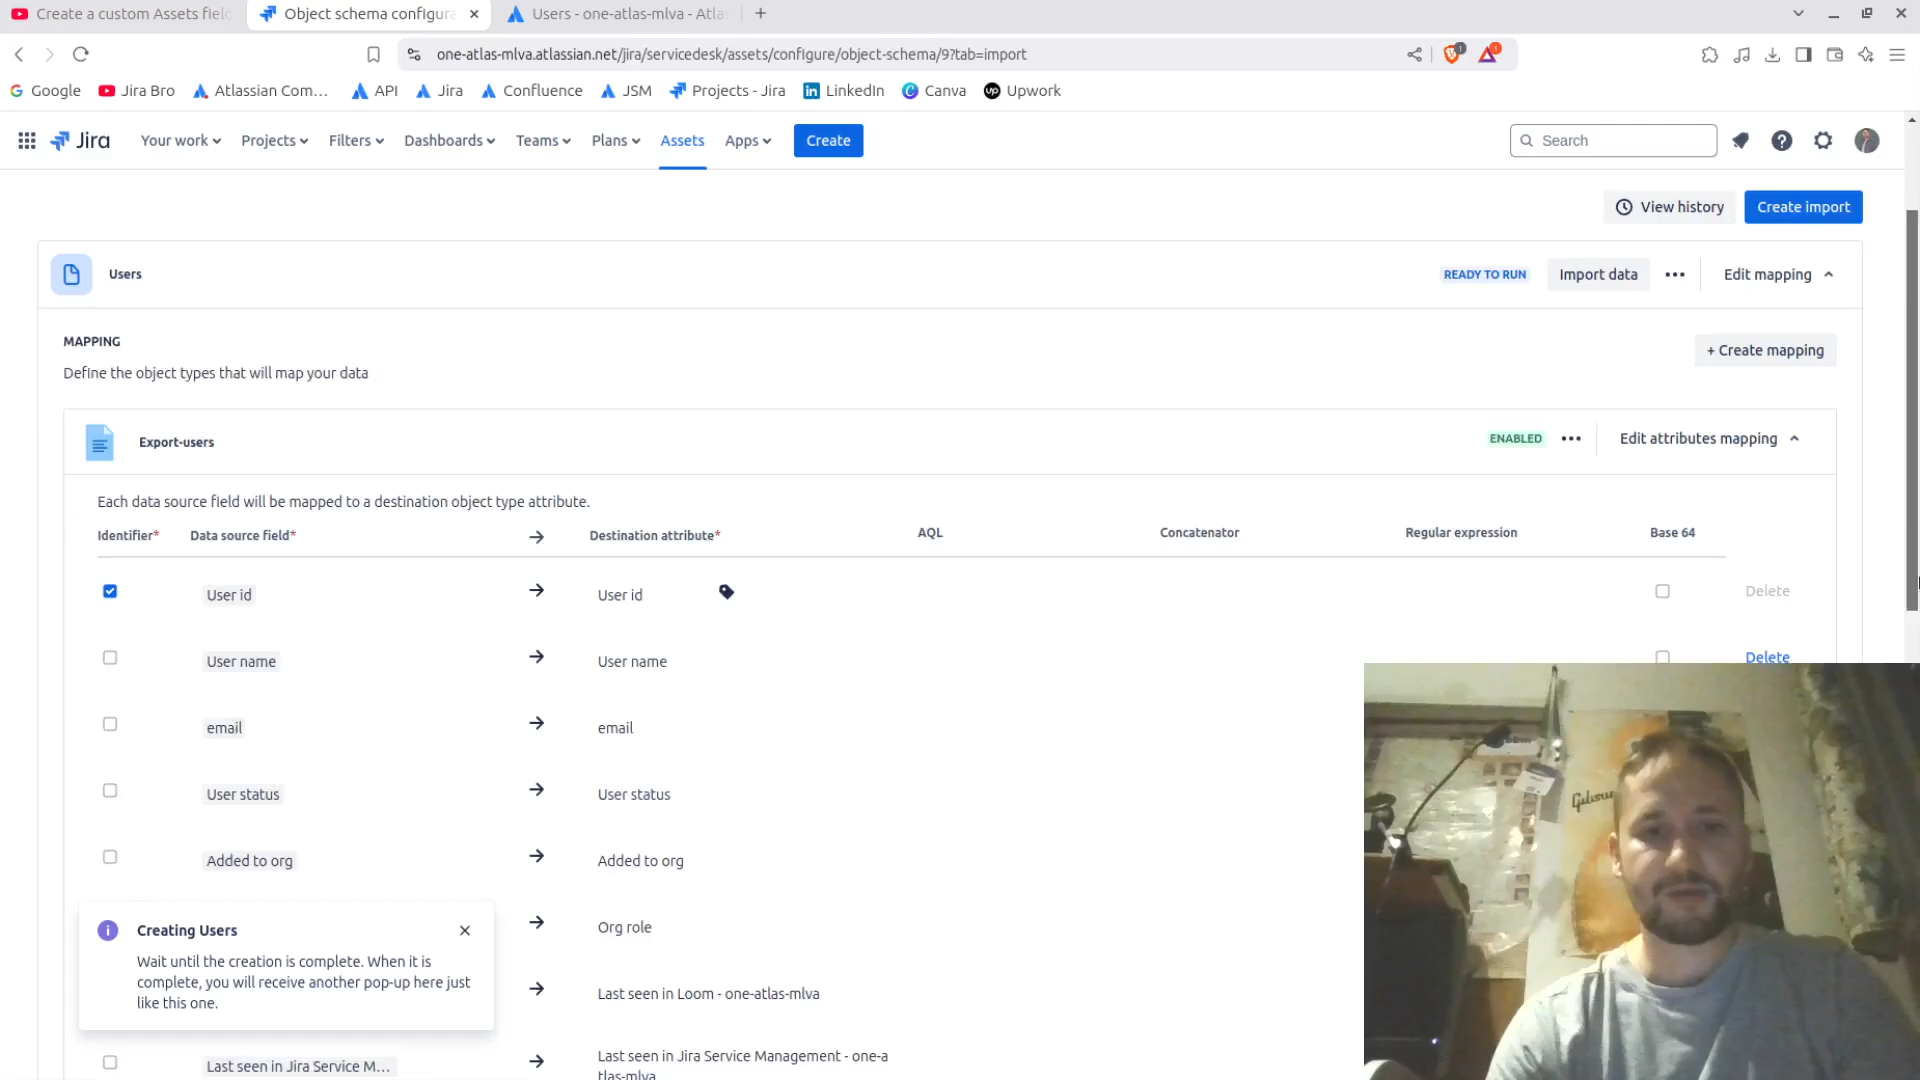 Create a custom Assets fiel
Object schema configura
Users - one-atlas-mlva - Atla
one-atlas-mlva.atlassian.net/jira/servicedesk/assets/configure/object-schema/9?tab=import
1
1
Google
Jira Bro
Atlassian Com...
API
Jira
Confluence
JSM
Projects - Jira
LinkedIn
Canva
Upwork
Jira
Your work
Projects
Filters
Dashboards
Teams
Plans
Assets
Apps
Create
Search
View history
Create import
Users
READY TO RUN
Import data
Edit mapping
MAPPING
+ Create mapping
Define the object types that will map your data
Export-users
ENABLED
Edit attributes mapping
Each data source field will be mapped to a destination object type attribute.
Identifier*
Data source field*
Destination attribute*
AQL
Concatenator
Regular expression
Base 64
User id
User id
Delete
User name
User name
Delete
email
email
User status
User status
Added to org
Added to org
Creating Users
Wait until the creation is complete. When it is
complete, you will receive another pop-up here just
like this one.
Org role
Last seen in Loom - one-atlas-mlva
Last seen in Jira Service M...
Last seen in Jira Service Management - one-a
tlas-mlva
Gibson